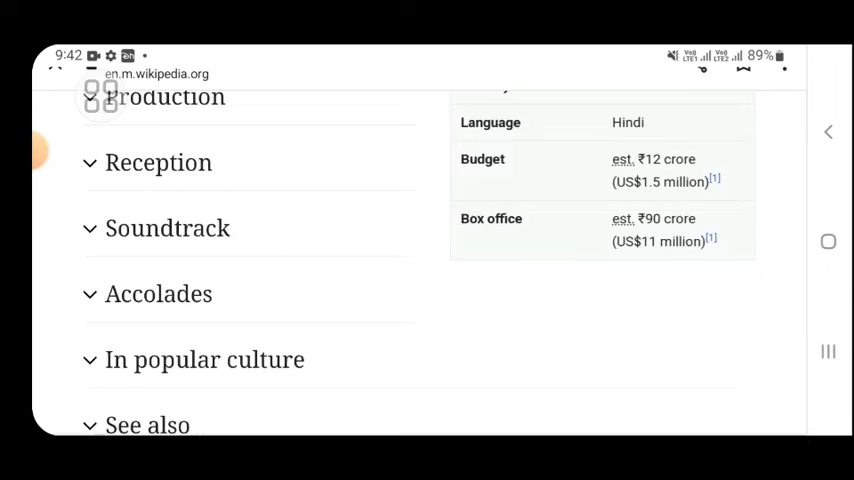 9:42
89%
en.m.wikipedia.org
Production
Language Hindi
Reception
Budget est. ₹12 crore
(US$1.5 million)[1]
Soundtrack
Box office est. ₹90 crore
(US$11 million)[1]
Accolades
In popular culture
See also